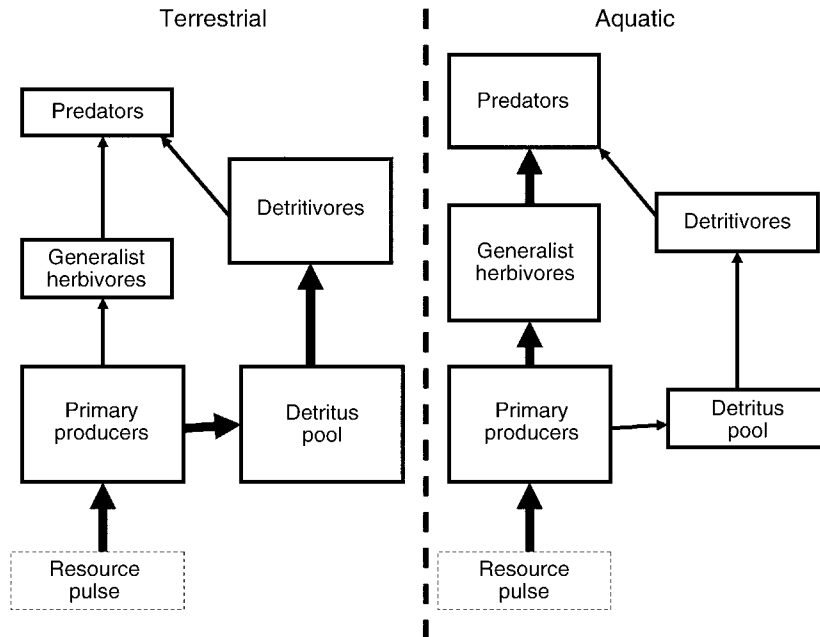 Terrestrial
Predators
Detritivores
Generalist
herbivores
Primary
producers
Detritus
pool
Resource
pulse
Aquatic
Predators
Detritivores
Generalist
herbivores
Primary
producers
Detritus
pool
Resource
pulse